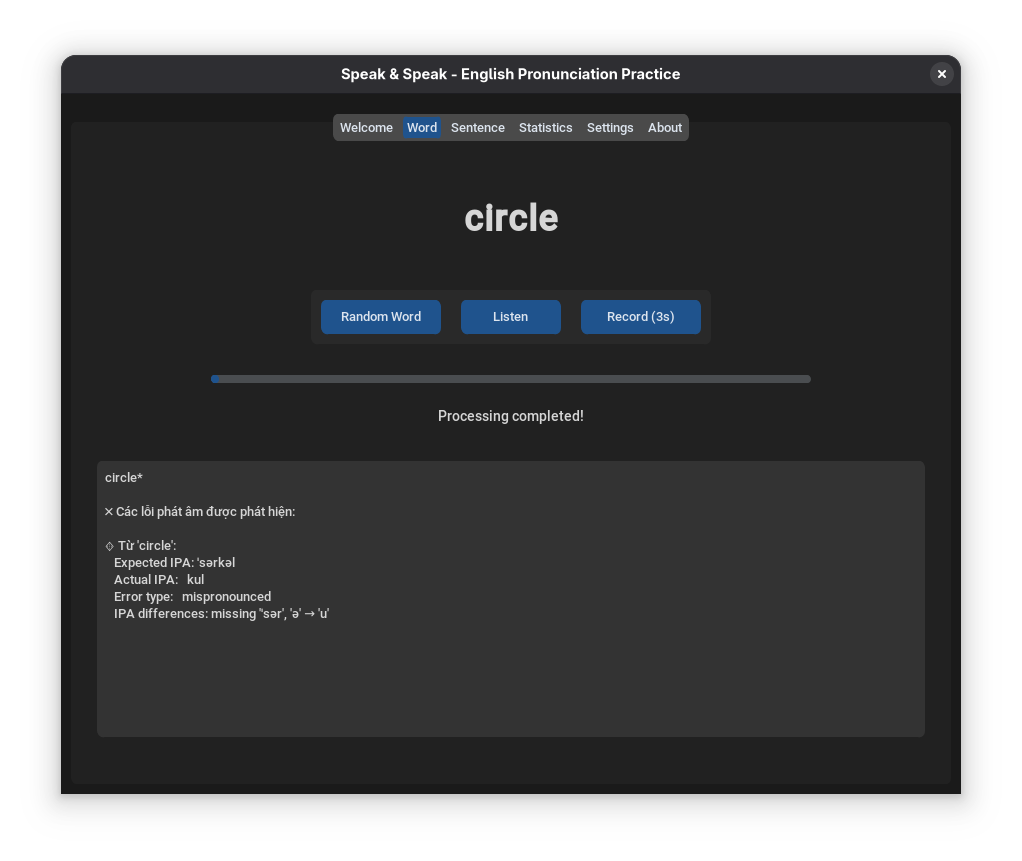 Speak & Speak - English Pronunciation Practice
Welcome Word Sentence Statistics Settings About
circle
Random Word Listen Record (3s)
Processing completed!
circle*
× Các lỗi phát âm được phát hiện:
Từ 'circle':
Expected IPA: 'sərkəl
Actual IPA: kul
Error type: mispronounced
IPA differences: missing ''sər', 'ə' → 'u'